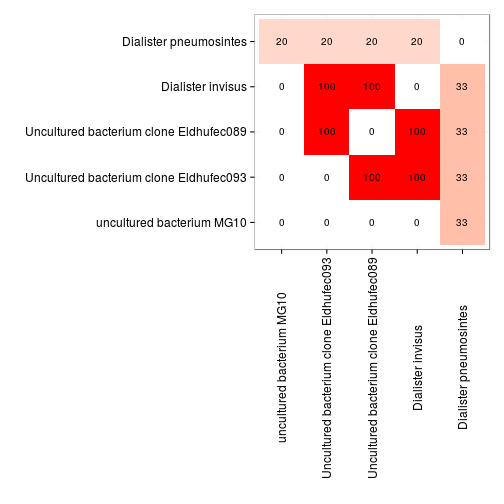 Dialister pneumosintes 20 20 20 20 0
Dialister invisus 0 100 100 0 33
Uncultured bacterium clone Eldhufec089 0 100 0 100 33
Uncultured bacterium clone Eldhufec093 0 0 100 100 33
uncultured bacterium MG10 0 0 0 0 33
uncultured bacterium MG10
Uncultured bacterium clone Eldhufec093
Uncultured bacterium clone Eldhufec089
Dialister invisus
Dialister pneumosintes